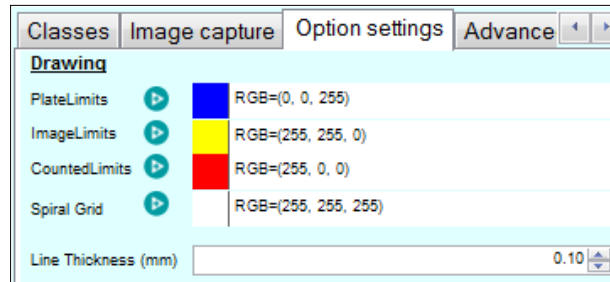 Classes Image capture Option settings Advance
Drawing
PlateLimits RGB=(0, 0, 255)
ImageLimits RGB=(255, 255, 0)
CountedLimits RGB=(255, 0, 0)
Spiral Grid RGB=(255, 255, 255)
Line Thickness (mm) 0.10